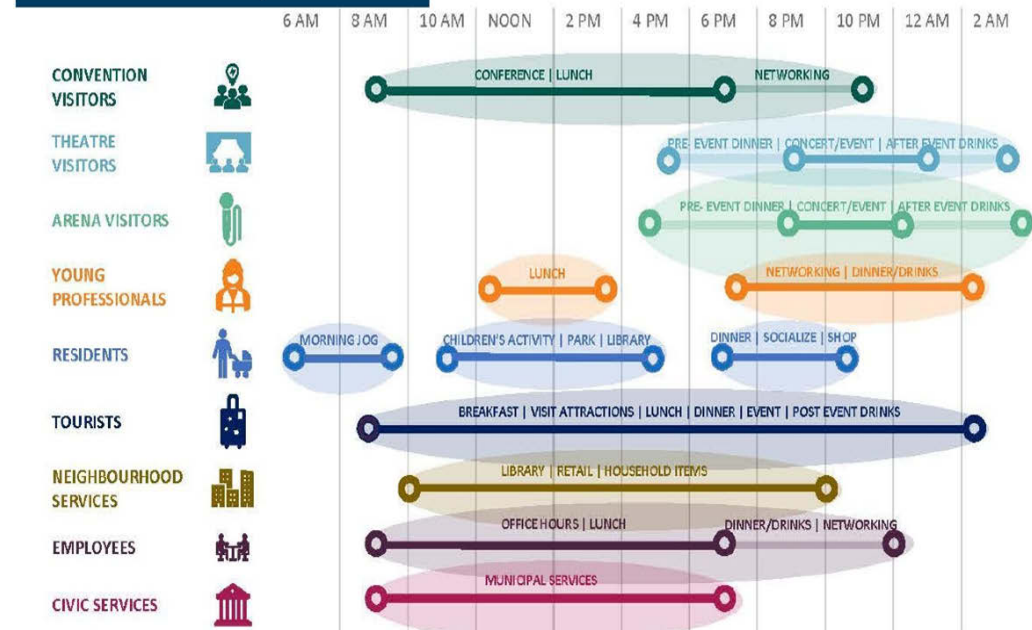 6 AM 8 AM 10 AM NOON 2 PM 4 PM 6 PM 8 PM 10 PM 12 AM 2 AM
CONVENTION
VISITORS
CONFERENCE | LUNCH
NETWORKING
THEATRE
VISITORS
PRE- EVENT DINNER | CONCERT/EVENT | AFTER EVENT DRINKS
ARENA VISITORS
PRE- EVENT DINNER | CONCERT/EVENT | AFTER EVENT DRINKS
YOUNG
PROFESSIONALS
LUNCH
NETWORKING | DINNER/DRINKS
RESIDENTS
MORNING JOG
CHILDREN'S ACTIVITY | PARK | LIBRARY
DINNER | SOCIALIZE | SHOP
TOURISTS
BREAKFAST | VISIT ATTRACTIONS | LUNCH | DINNER | EVENT | POST EVENT DRINKS
NEIGHBOURHOOD
SERVICES
LIBRARY | RETAIL | HOUSEHOLD ITEMS
EMPLOYEES
OFFICE HOURS | LUNCH
DINNER/DRINKS | NETWORKING
CIVIC SERVICES
MUNICIPAL SERVICES